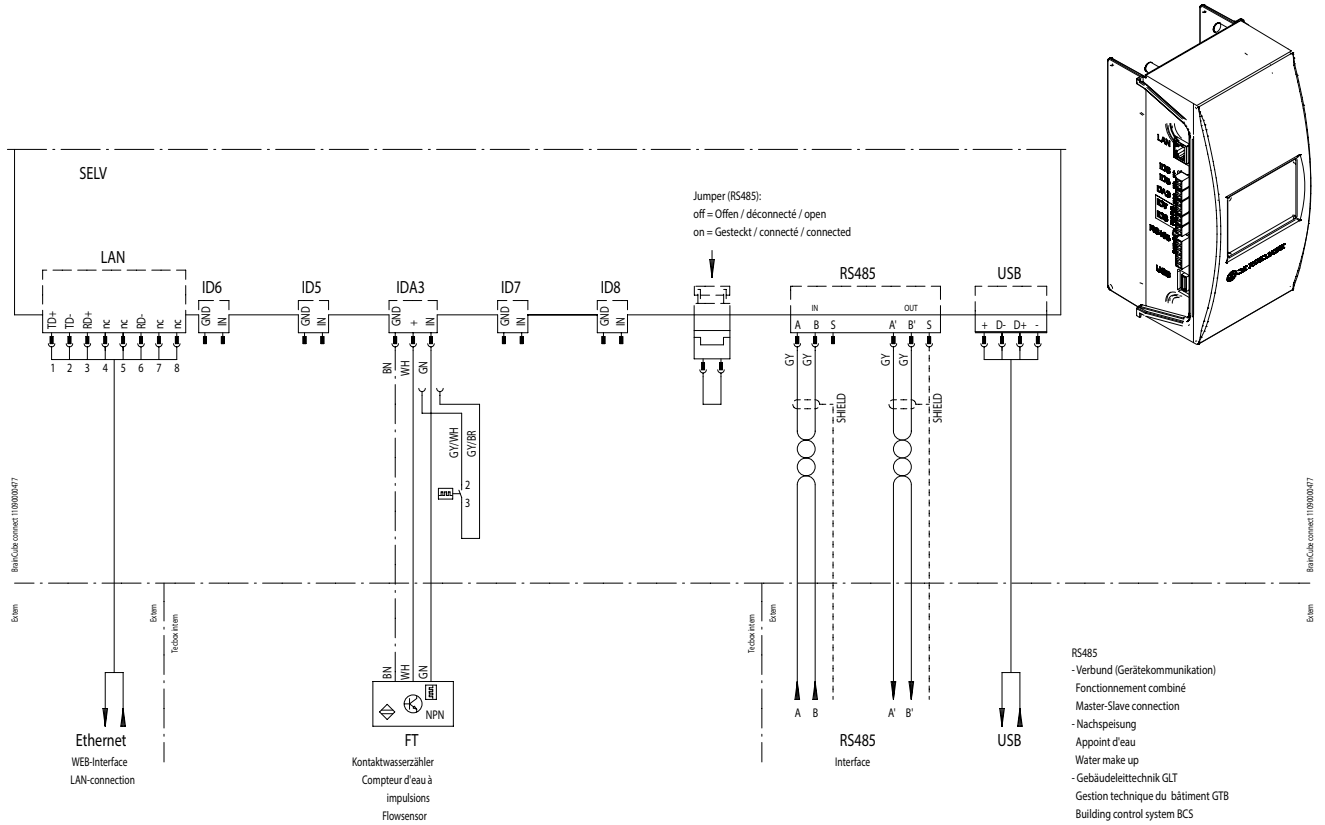 SELV
Jumper (RS485):
off = Offen / déconnecté / open
on = Gesteckt / connecté / connected
LAN
ID6
ID5
IDA3
ID7
ID8
RS485
USB
TD+
TD-
RD+
nc
nc
RD-
nc
nc
GND
IN
GND
IN
GND
+
IN
GND
IN
GND
IN
IN
OUT
A
B
S
A'
B'
S
+ D- D+ -
1 2 3 4 5 6 7 8
BN
WH
GN
GY
GY
GY
GY
SHIELD
SHIELD
GY/WH
GY/BR
2
3
BrainCube connect 11090000477
BrainCube connect 11090000477
Extern
Extern
Tecbox intern
Tecbox intern
Extern
Extern
BN
WH
GN
NPN
A B
A' B'
Ethernet
WEB-Interface
LAN-connection
FT
Kontaktwasserzähler
Compteur d'eau à
impulsions
Flowsensor
RS485
Interface
USB
RS485
- Verbund (Gerätekommunikation)
Fonctionnement combiné
Master-Slave connection
- Nachspeisung
Appoint d'eau
Water make up
- Gebäudeleittechnik GLT
Gestion technique du bâtiment GTB
Building control system BCS
LAN
RS485
USB